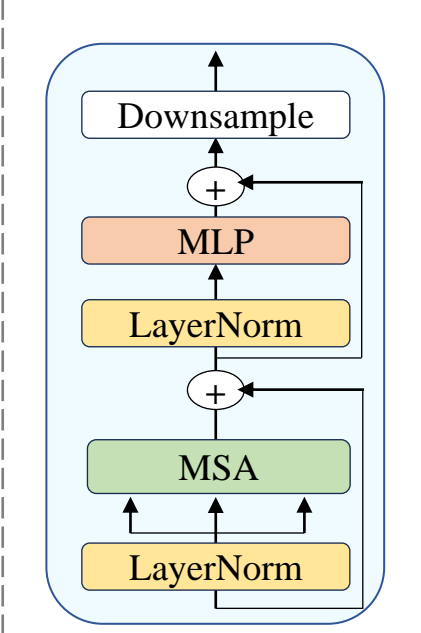 Downsample
+
MLP
LayerNorm
+
MSA
LayerNorm